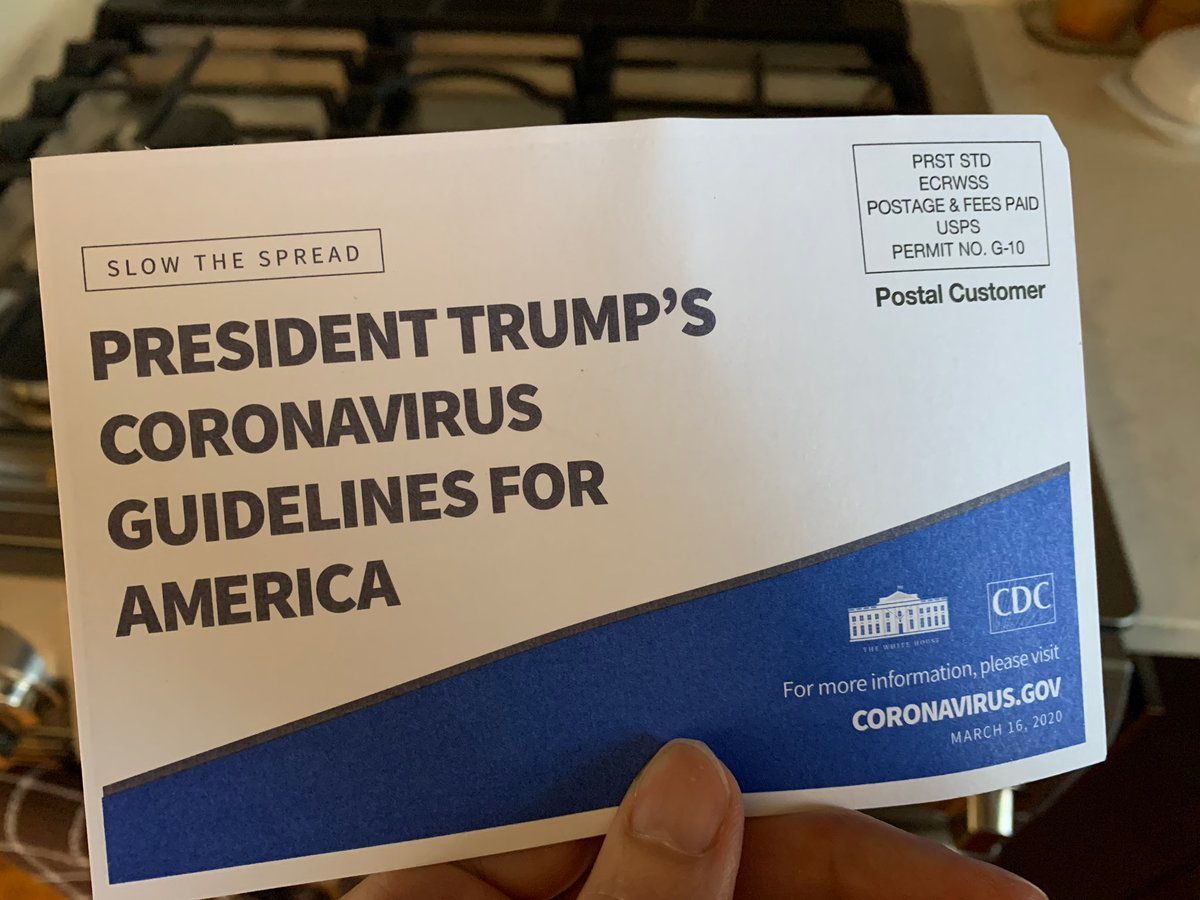 PRST STD
ECRWSS
POSTAGE & FEES PAID
USPS
PERMIT NO. G-10
Postal Customer
SLOW THE SPREAD
PRESIDENT TRUMP’S
CORONAVIRUS
GUIDELINES FOR
AMERICA
THE WHITE HOUSE
CDC
For more information, please visit
CORONAVIRUS.GOV
MARCH 16, 2020